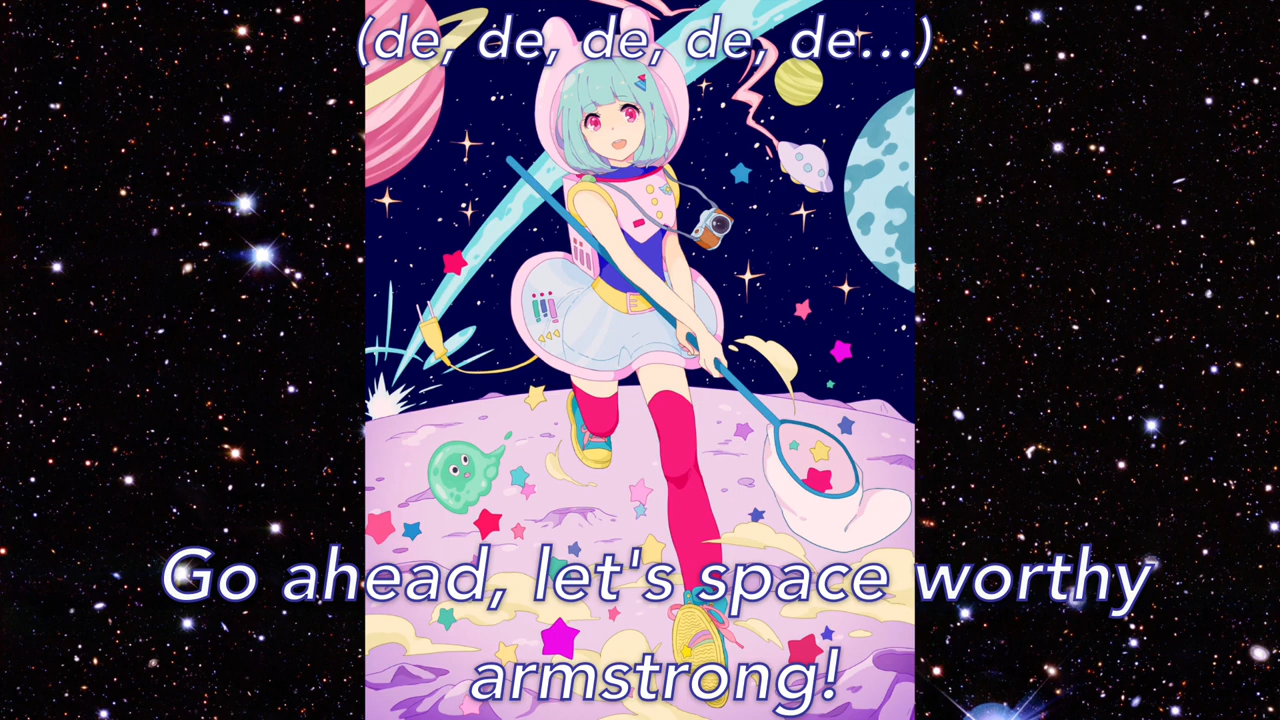 (de, de, de, de, de...)
Go ahead, let's space worthy
armstrong!